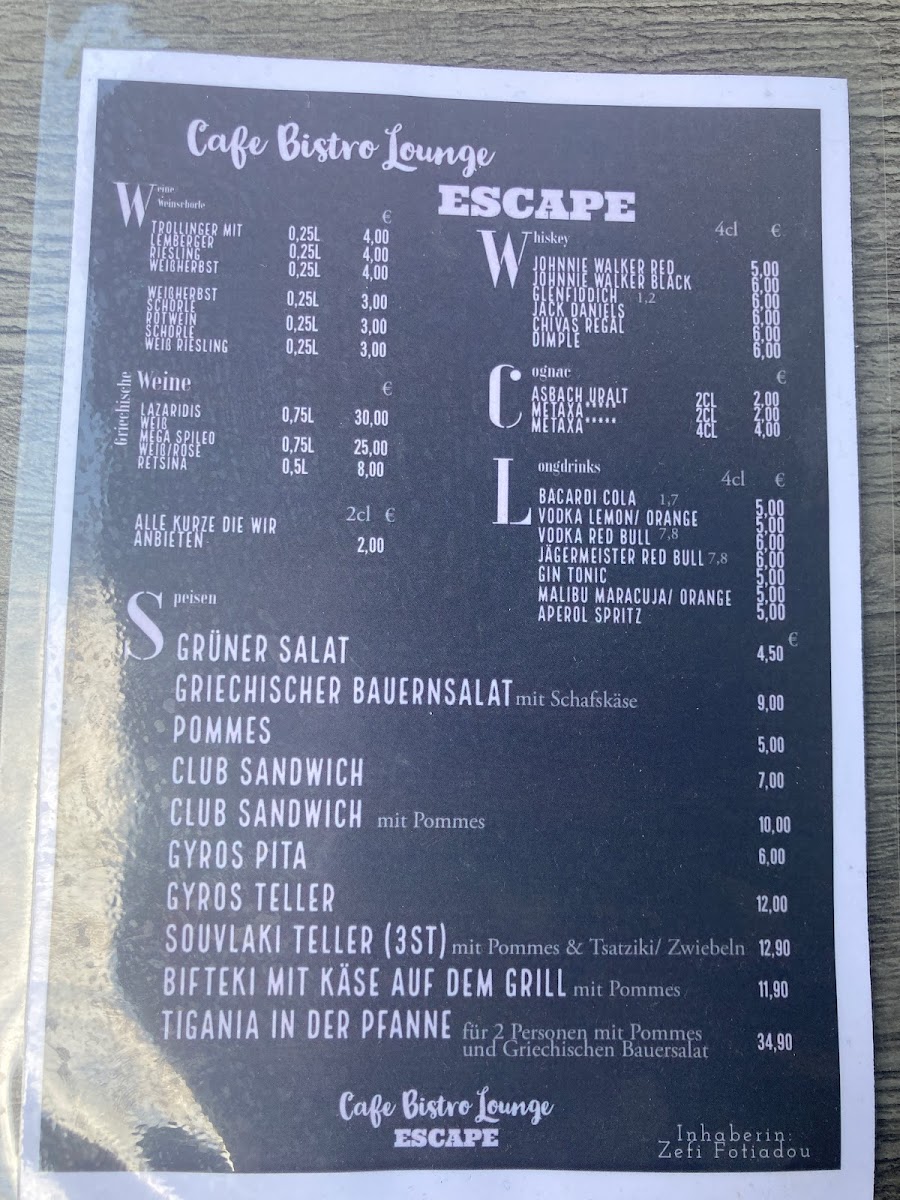 Cafe Bistro Lounge
ESCAPE
Weine
Weinschorle
€
TROLLINGER MIT
LEMBERGER 0,25L 4,00
RIESLING 0,25L 4,00
WEIßHERBST 0,25L 4,00
WEIßHERBST
SCHORLE 0,25L 3,00
ROTWEIN
SCHORLE 0,25L 3,00
WEIß RIESLING 0,25L 3,00
Griechische Weine €
LAZARIDIS
WEIß 0,75L 30,00
MEGA SPILEO
WEIß/ROSE 0,75L 25,00
RETSINA 0,5L 8,00
2cl €
ALLE KURZE DIE WIR
ANBIETEN 2,00
Whiskey 4cl €
JOHNNIE WALKER RED 5,00
JOHNNIE WALKER BLACK 6,00
GLENFIDDICH 1,2 6,00
JACK DANIELS 6,00
CHIVAS REGAL 6,00
DIMPLE 6,00
Cognac €
ASBACH URALT 2CL 2,00
METAXA***** 2CL 2,00
METAXA***** 4CL 4,00
Longdrinks 4cl €
BACARDI COLA 1,7 5,00
VODKA LEMON/ ORANGE 5,00
VODKA RED BULL 7,8 6,00
JÄGERMEISTER RED BULL 7,8 6,00
GIN TONIC 5,00
MALIBU MARACUJA/ ORANGE 5,00
APEROL SPRITZ 5,00
Speisen €
GRÜNER SALAT 4,50
GRIECHISCHER BAUERNSALAT mit Schafskäse 9,00
POMMES 5,00
CLUB SANDWICH 7,00
CLUB SANDWICH mit Pommes 10,00
GYROS PITA 6,00
GYROS TELLER 12,00
SOUVLAKI TELLER (3ST) mit Pommes & Tsatziki/ Zwiebeln 12,90
BIFTEKI MIT KÄSE AUF DEM GRILL mit Pommes 11,90
TIGANIA IN DER PFANNE für 2 Personen mit Pommes
und Griechischen Bauersalat 34,90
Cafe Bistro Lounge
ESCAPE
Inhaberin:
Zefi Fotiadou